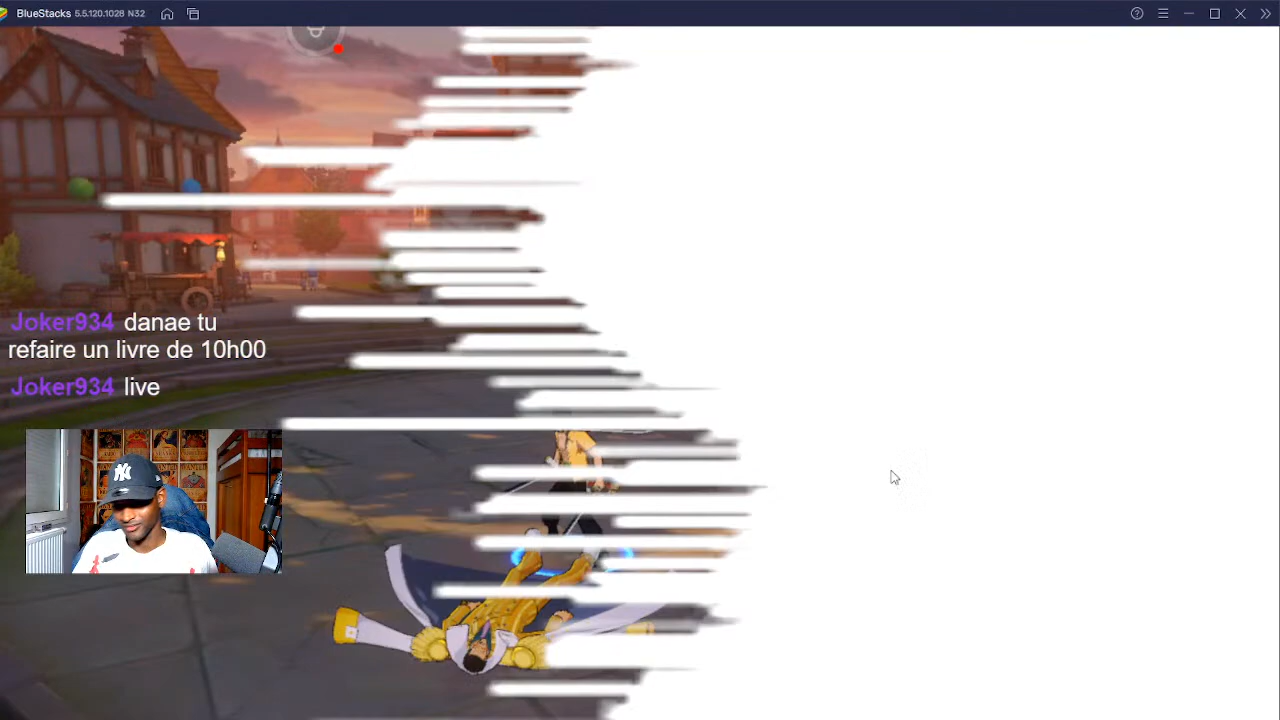 BlueStacks 5.5.120.1028 N32
Joker934 danae tu
refaire un livre de 10h00
Joker934 live